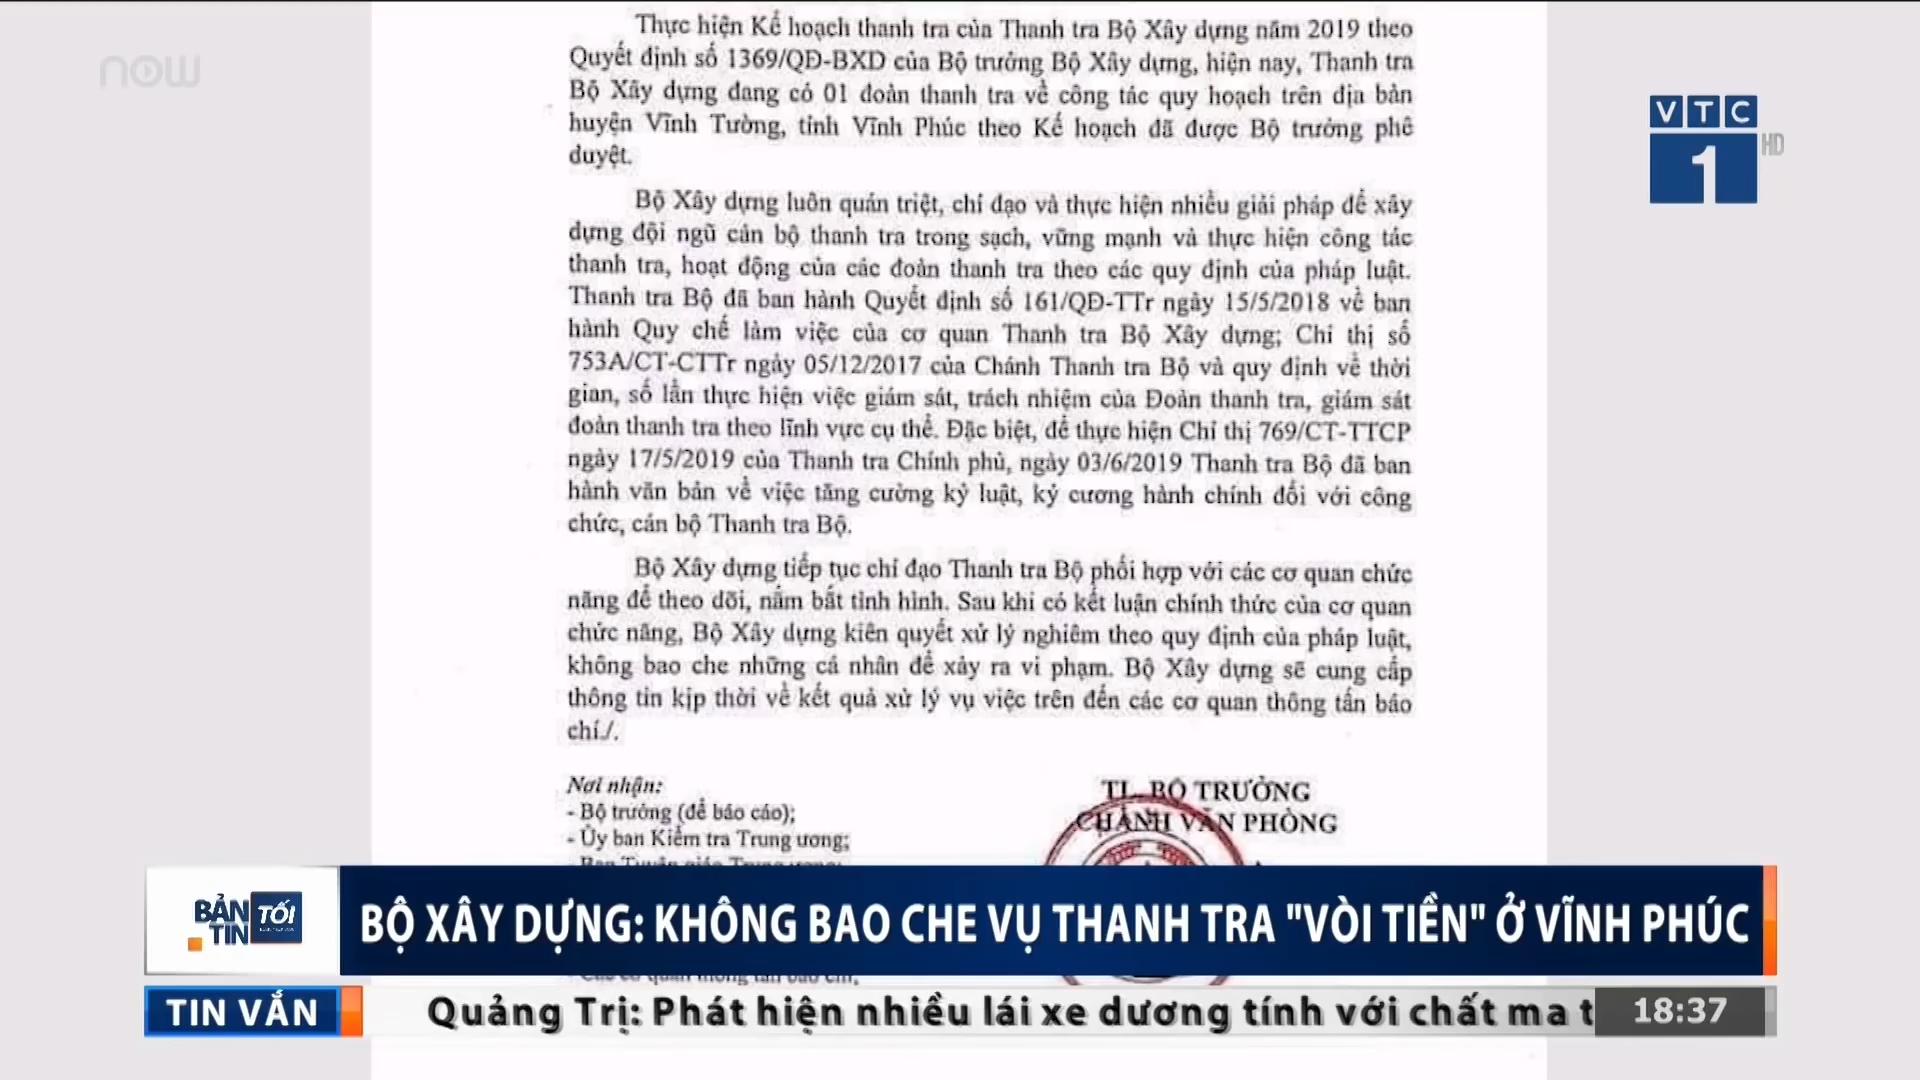 Thực hiện Kế hoạch thanh tra của Thanh tra Bộ Xây dựng năm 2019 theo
Quyết định số 1369/QĐ-BXD của Bộ trưởng Bộ Xây dựng, hiện nay, Thanh tra
Bộ Xây dựng đang có 01 đoàn thanh tra về công tác quy hoạch trên địa bàn
huyện Vĩnh Tường, tỉnh Vĩnh Phúc theo Kế hoạch đã được Bộ trưởng phê
duyệt.
Bộ Xây dựng luôn quán triệt, chỉ đạo và thực hiện nhiều giải pháp để xây
dựng đội ngũ cán bộ thanh tra trong sạch, vững mạnh và thực hiện công tác
thanh tra, hoạt động của các đoàn thanh tra theo các quy định của pháp luật.
Thanh tra Bộ đã ban hành Quyết định số 161/QĐ-TTr ngày 15/5/2018 về ban
hành Quy chế làm việc của cơ quan Thanh tra Bộ Xây dựng; Chỉ thị số
753A/CT-CTTr ngày 05/12/2017 của Chánh Thanh tra Bộ và quy định về thời
gian, số lần thực hiện việc giám sát, trách nhiệm của Đoàn thanh tra, giám sát
đoàn thanh tra theo lĩnh vực cụ thể. Đặc biệt, để thực hiện Chỉ thị 769/CT-TTCP
ngày 17/5/2019 của Thanh tra Chính phủ, ngày 03/6/2019 Thanh tra Bộ đã ban
hành văn bản về việc tăng cường kỷ luật, kỷ cương hành chính đối với công
chức, cán bộ Thanh tra Bộ.
Bộ Xây dựng tiếp tục chỉ đạo Thanh tra Bộ phối hợp với các cơ quan chức
năng để theo dõi, nắm bắt tình hình. Sau khi có kết luận chính thức của cơ quan
chức năng, Bộ Xây dựng kiên quyết xử lý nghiêm theo quy định của pháp luật,
không bao che những cá nhân để xảy ra vi phạm. Bộ Xây dựng sẽ cung cấp
thông tin kịp thời về kết quả xử lý vụ việc trên đến các cơ quan thông tấn báo
chí./.
Nơi nhận:
- Bộ trưởng (để báo cáo);
- Ủy ban Kiểm tra Trung ương;
- Ban Tuyên giáo Trung ương;
TL. BỘ TRƯỞNG
CHÁNH VĂN PHÒNG
now
VTC
1
HD
BẢN TIN TỐI
BỘ XÂY DỰNG: KHÔNG BAO CHE VỤ THANH TRA "VÒI TIỀN" Ở VĨNH PHÚC
- Các cơ quan thông tấn báo chí;
TIN VẮN
Quảng Trị: Phát hiện nhiều lái xe dương tính với chất ma t
18:37